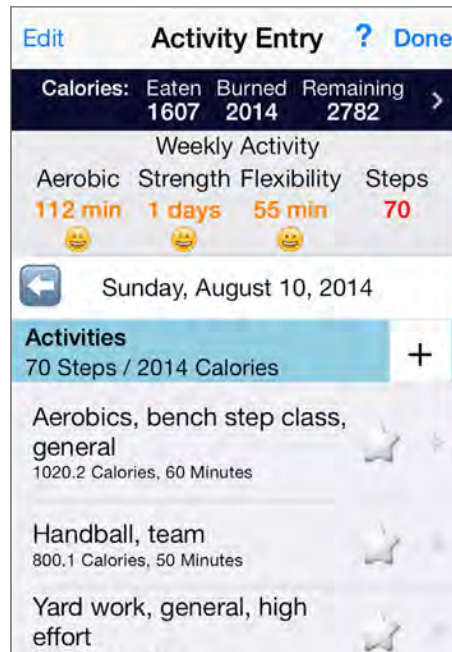 Edit Activity Entry ? Done
Calories: Eaten Burned Remaining
1607 2014 2782 >
Weekly Activity
Aerobic Strength Flexibility Steps
112 min 1 days 55 min 70
Sunday, August 10, 2014
Activities
70 Steps / 2014 Calories
+
Aerobics, bench step class,
general
1020.2 Calories, 60 Minutes
Handball, team
800.1 Calories, 50 Minutes
Yard work, general, high
effort